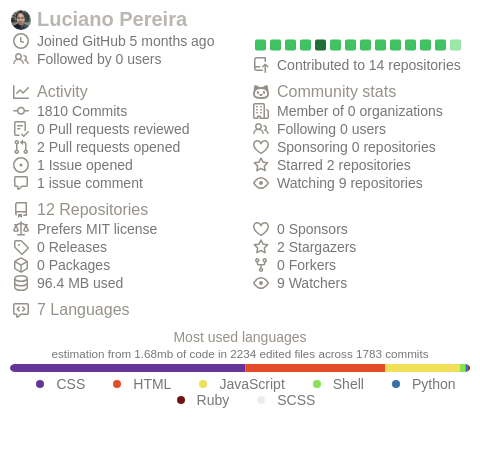 Luciano Pereira
Joined GitHub 5 months ago
Followed by 0 users
Contributed to 14 repositories
Activity
1810 Commits
0 Pull requests reviewed
2 Pull requests opened
1 Issue opened
1 issue comment
Community stats
Member of 0 organizations
Following 0 users
Sponsoring 0 repositories
Starred 2 repositories
Watching 9 repositories
12 Repositories
Prefers MIT license
0 Releases
0 Packages
96.4 MB used
0 Sponsors
2 Stargazers
0 Forkers
9 Watchers
7 Languages
Most used languages
estimation from 1.68mb of code in 2234 edited files across 1783 commits
CSS HTML JavaScript Shell Python
Ruby SCSS